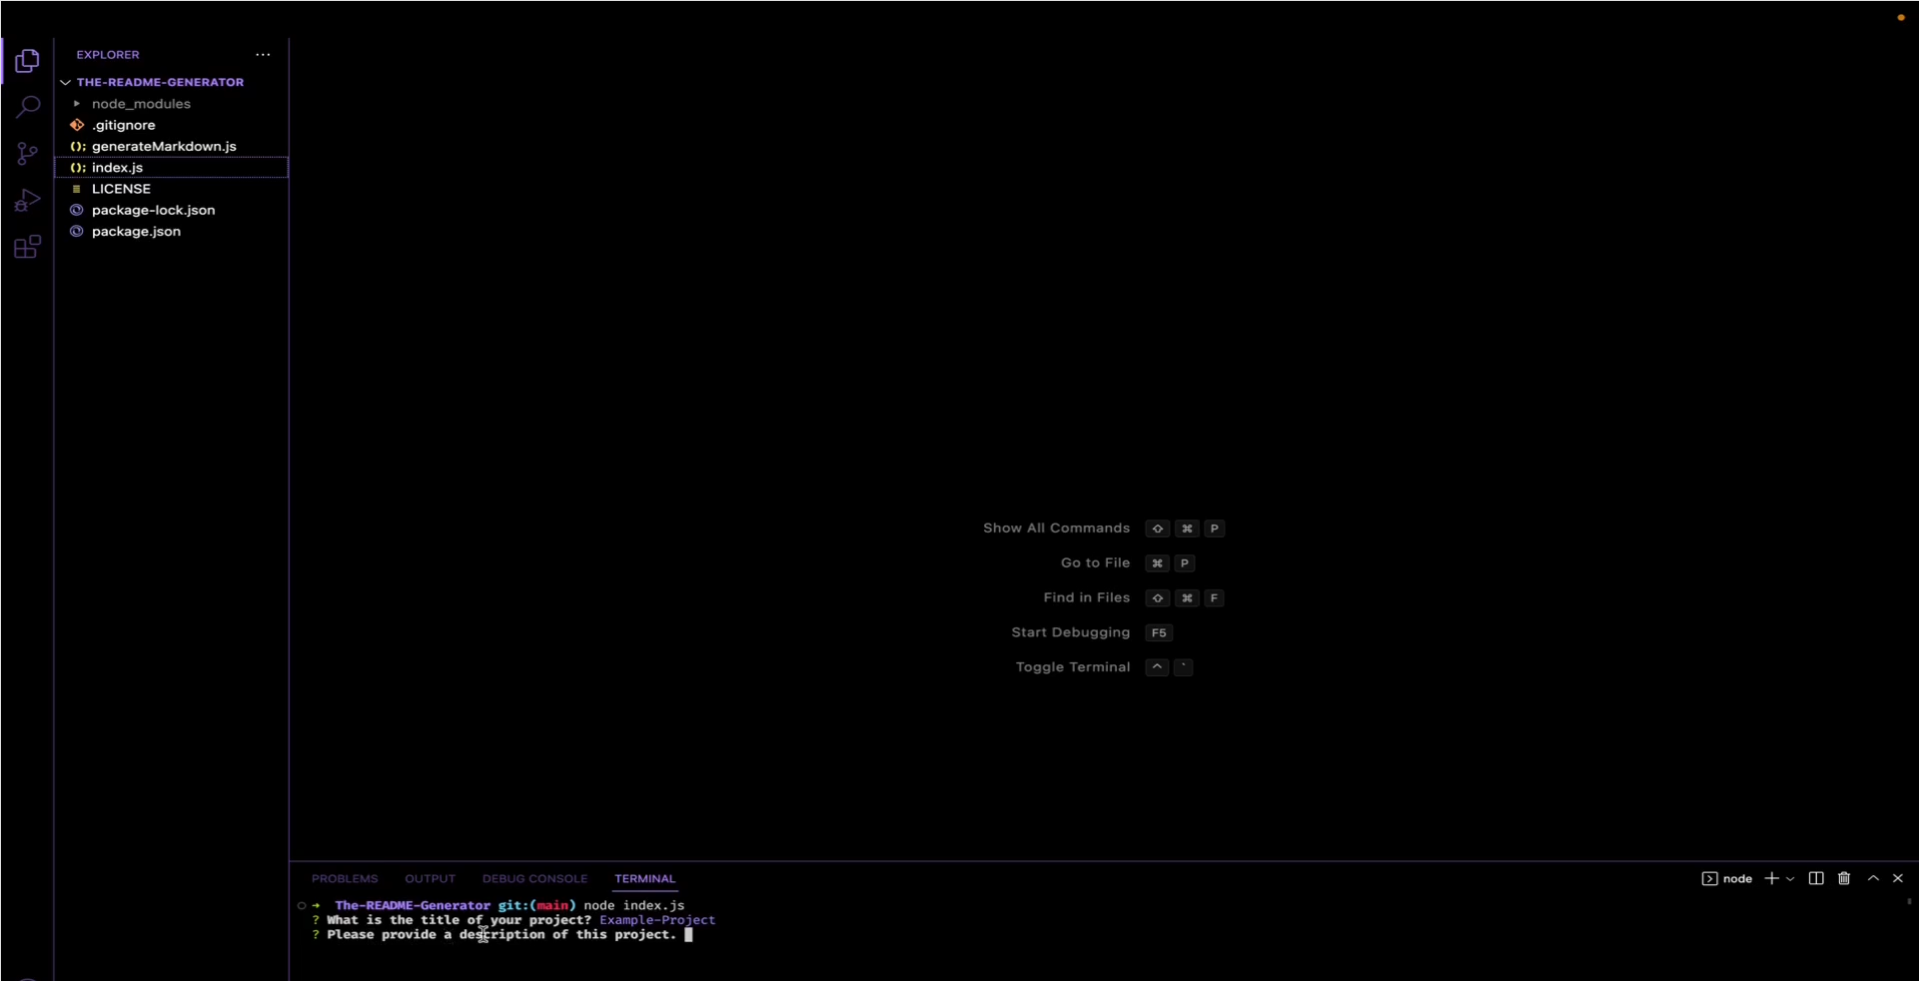 EXPLORER
THE-README-GENERATOR
node_modules
.gitignore
generateMarkdown.js
index.js
LICENSE
package-lock.json
package.json
Show All Commands ⌘ P
Go to File ⌘ P
Find in Files ⌘ F
Start Debugging F5
Toggle Terminal ^ `
PROBLEMS OUTPUT DEBUG CONSOLE TERMINAL
node
The-README-Generator git:(main) node index.js
? What is the title of your project? Example-Project
? Please provide a description of this project.